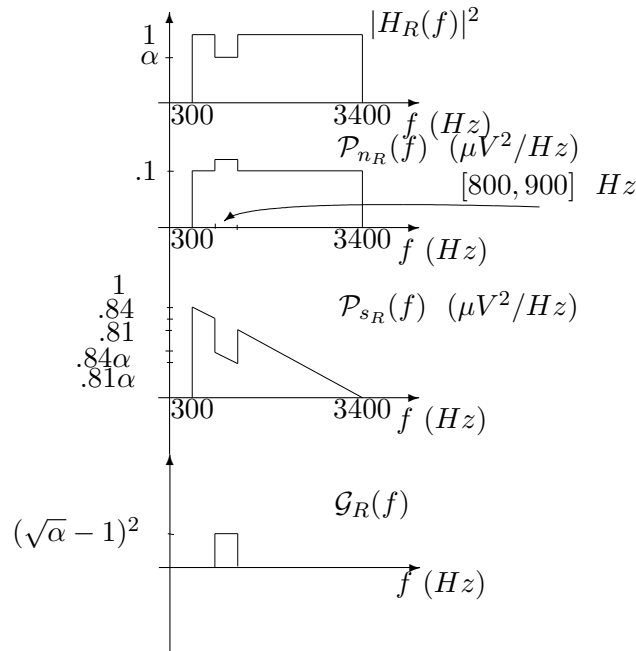 |H_R(f)|^2
1
α
300 3400
f (Hz)
𝒫_{n_R}(f) (μV^2/Hz)
.1
[800, 900] Hz
300 3400
f (Hz)
1
.84
𝒫_{s_R}(f) (μV^2/Hz)
.81
.84α
.81α
300 3400
f (Hz)
𝒢_R(f)
(√α − 1)^2
f (Hz)